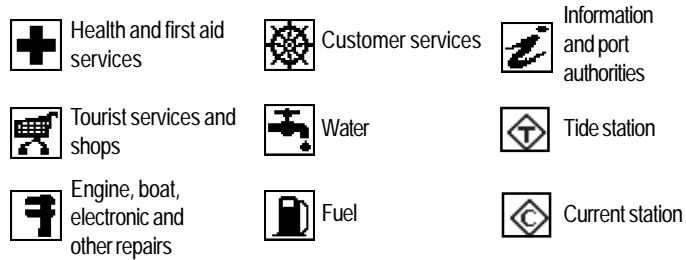 Health and first aid
services
Customer services
Information
and port
authorities
Tourist services and
shops
Water
T
Tide station
Engine, boat,
electronic and
other repairs
Fuel
C
Current station